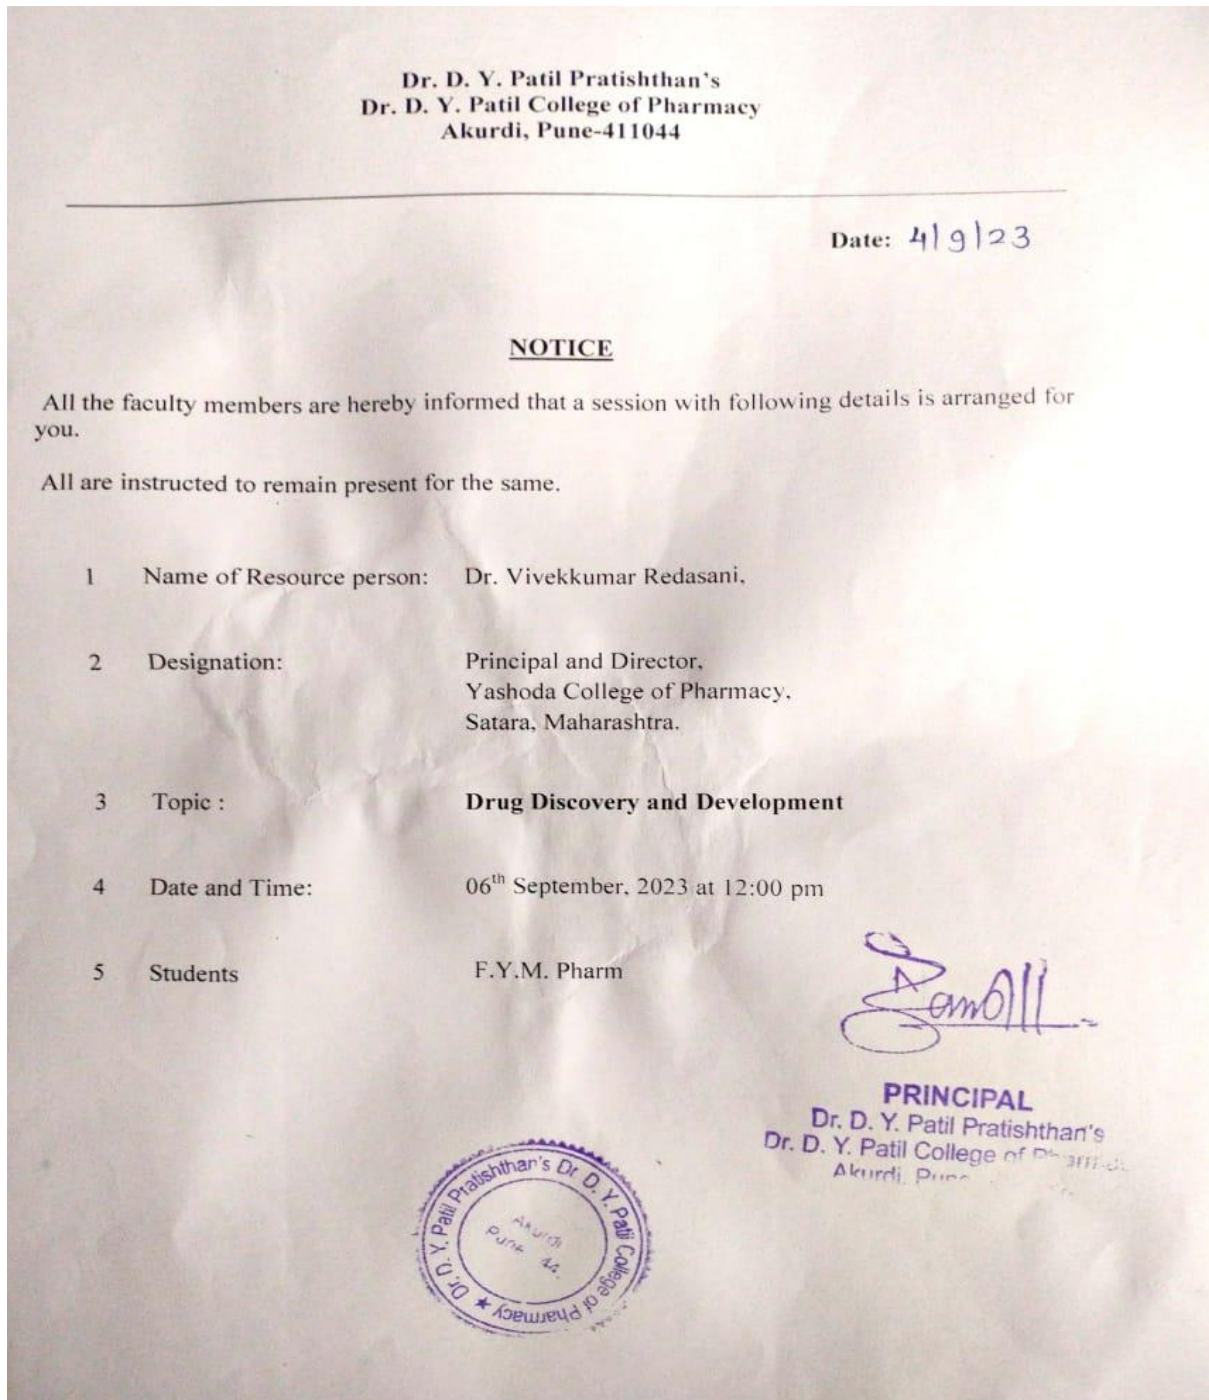 Dr. D. Y. Patil Pratishthan's
Dr. D. Y. Patil College of Pharmacy
Akurdi, Pune-411044
Date: 4/9/23
NOTICE
All the faculty members are hereby informed that a session with following details is arranged for
you.
All are instructed to remain present for the same.
1 Name of Resource person: Dr. Vivekkumar Redasani,
2 Designation: Principal and Director,
Yashoda College of Pharmacy,
Satara, Maharashtra.
3 Topic : Drug Discovery and Development
4 Date and Time: 06th September, 2023 at 12:00 pm
5 Students F.Y.M. Pharm
PRINCIPAL
Dr. D. Y. Patil Pratishthan's
Dr. D. Y. Patil College of
Akurdi,
Dr. D. Y. Patil Pratishthan's Dr. D. Y. Patil College of Pharmacy ★
Akurdi
Pune 44.